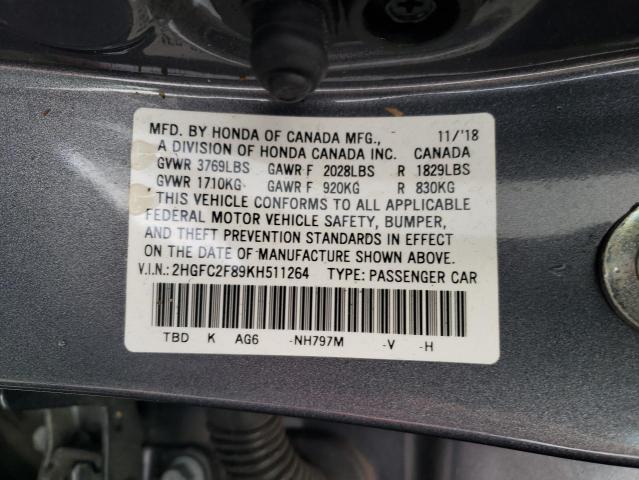 MFD. BY HONDA OF CANADA MFG., 11/'18
A DIVISION OF HONDA CANADA INC. CANADA
GVWR 3769LBS GAWR F 2028LBS R 1829LBS
GVWR 1710KG GAWR F 920KG R 830KG
THIS VEHICLE CONFORMS TO ALL APPLICABLE
FEDERAL MOTOR VEHICLE SAFETY, BUMPER,
AND THEFT PREVENTION STANDARDS IN EFFECT
ON THE DATE OF MANUFACTURE SHOWN ABOVE.
V.I.N.: 2HGFC2F89KH511264 TYPE: PASSENGER CAR
TBD K AG6 -NH797M -V -H